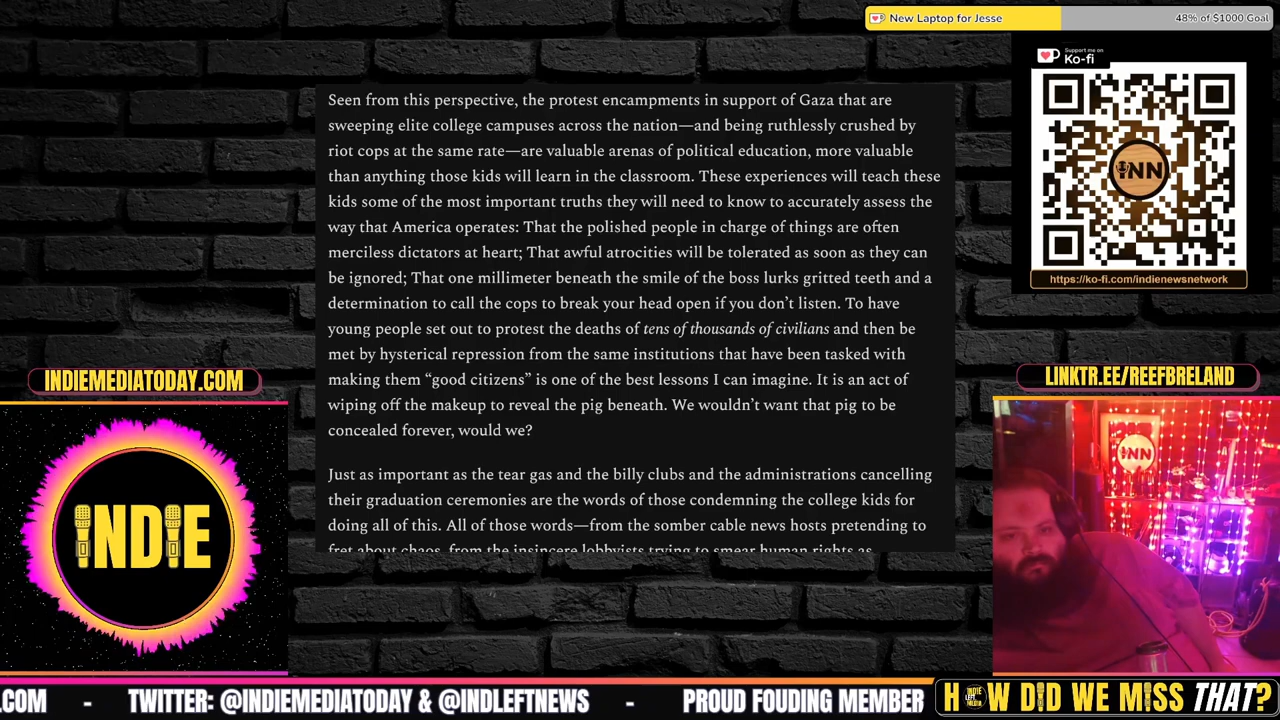 New Laptop for Jesse
48% of $1000 Goal
Support me on
Ko-fi
iNN
https://ko-fi.com/indienewsnetwork
Seen from this perspective, the protest encampments in support of Gaza that are
sweeping elite college campuses across the nation—and being ruthlessly crushed by
riot cops at the same rate—are valuable arenas of political education, more valuable
than anything those kids will learn in the classroom. These experiences will teach these
kids some of the most important truths they will need to know to accurately assess the
way that America operates: That the polished people in charge of things are often
merciless dictators at heart; That awful atrocities will be tolerated as soon as they can
be ignored; That one millimeter beneath the smile of the boss lurks gritted teeth and a
determination to call the cops to break your head open if you don’t listen. To have
young people set out to protest the deaths of tens of thousands of civilians and then be
met by hysterical repression from the same institutions that have been tasked with
making them “good citizens” is one of the best lessons I can imagine. It is an act of
wiping off the makeup to reveal the pig beneath. We wouldn’t want that pig to be
concealed forever, would we?
Just as important as the tear gas and the billy clubs and the administrations cancelling
their graduation ceremonies are the words of those condemning the college kids for
doing all of this. All of those words—from the somber cable news hosts pretending to
fret about chaos, from the insincere lobbyists trying to smear human rights as
INDIEMEDIATODAY.COM
LINKTR.EE/REEFBRELAND
INDIE
iNN
.COM - TWITTER: @INDIEMEDIATODAY & @INDLEFTNEWS - PROUD FOUDING MEMBER
HOW DID WE MISS THAT?